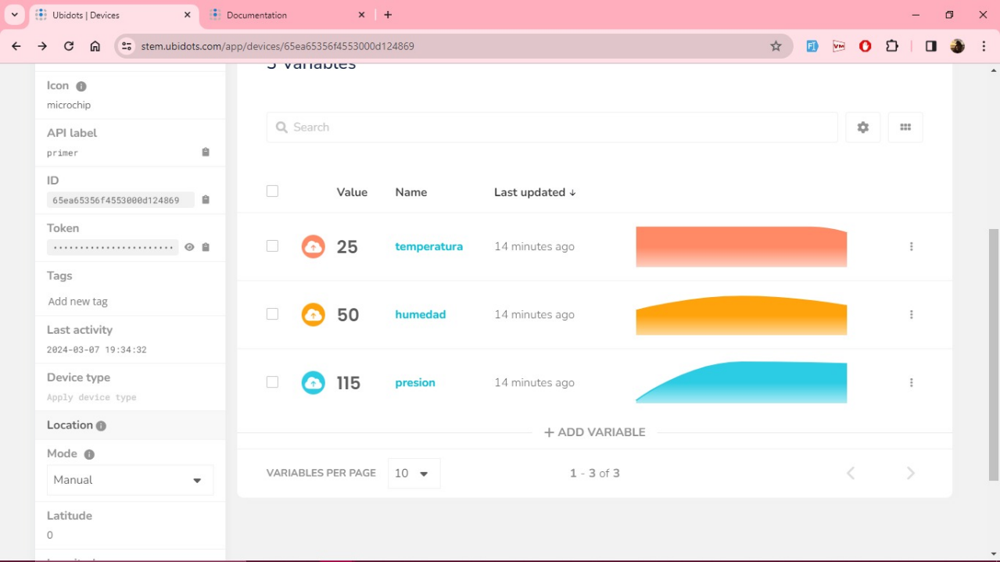 Ubidots | Devices
Documentation
stem.ubidots.com/app/devices/65ea65356f4553000d124869
3 Variables
Icon
microchip
API label
primer
ID
65ea65356f4553000d124869
Token
Tags
Add new tag
Last activity
2024-03-07 19:34:32
Device type
Apply device type
Location
Mode
Manual
Latitude
0
Search
Value Name Last updated ↓
25 temperatura 14 minutes ago
50 humedad 14 minutes ago
115 presion 14 minutes ago
+ ADD VARIABLE
VARIABLES PER PAGE 10 1 - 3 of 3